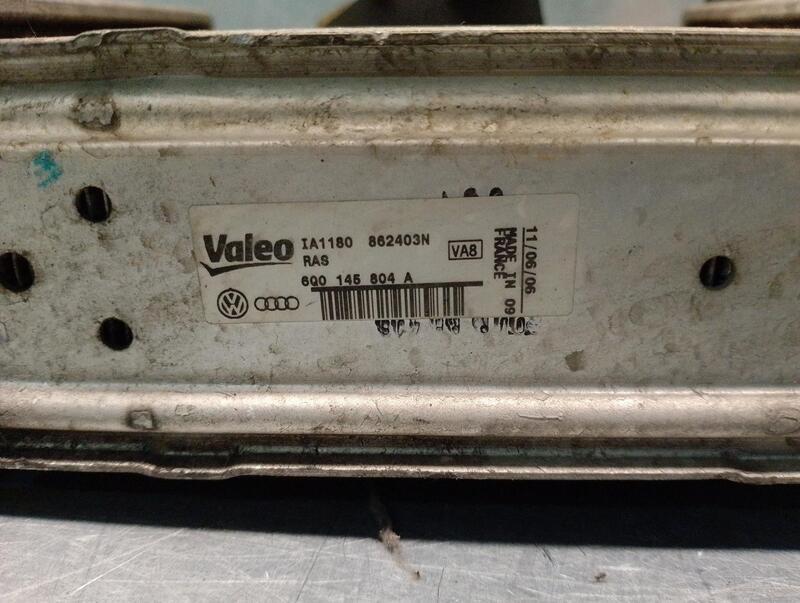 Valeo
IA1180 862403N
RAS
VA8
6Q0 145 804 A
11/06/06
MADE IN 09
FRANCE